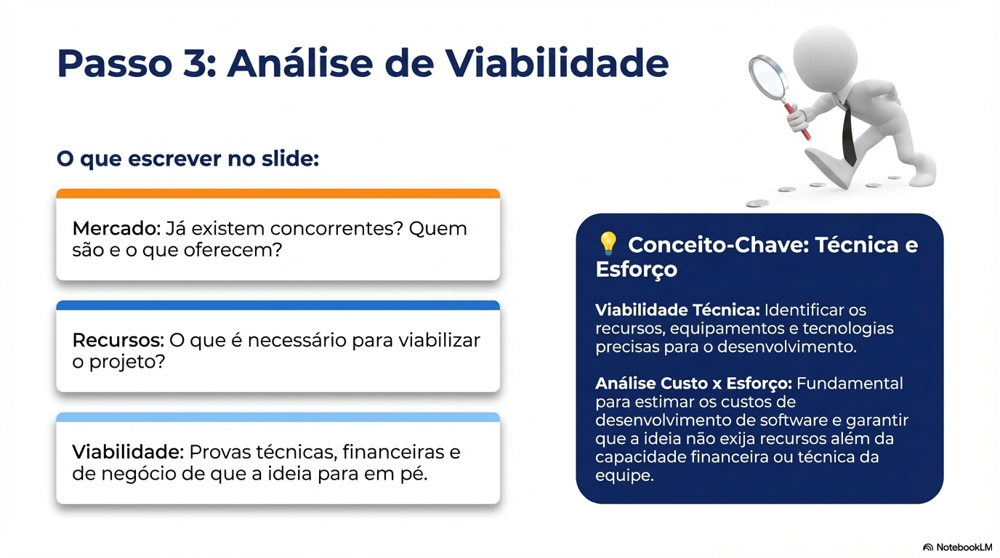 Passo 3: Análise de Viabilidade
O que escrever no slide:
Mercado: Já existem concorrentes? Quem
são e o que oferecem?
Recursos: O que é necessário para viabilizar
o projeto?
Viabilidade: Provas técnicas, financeiras e
de negócio de que a ideia para em pé.
💡 Conceito-Chave: Técnica e
Esforço
Viabilidade Técnica: Identificar os
recursos, equipamentos e tecnologias
precisas para o desenvolvimento.
Análise Custo x Esforço: Fundamental
para estimar os custos de
desenvolvimento de software e garantir
que a ideia não exija recursos além da
capacidade financeira ou técnica da
equipe.
NotebookLM